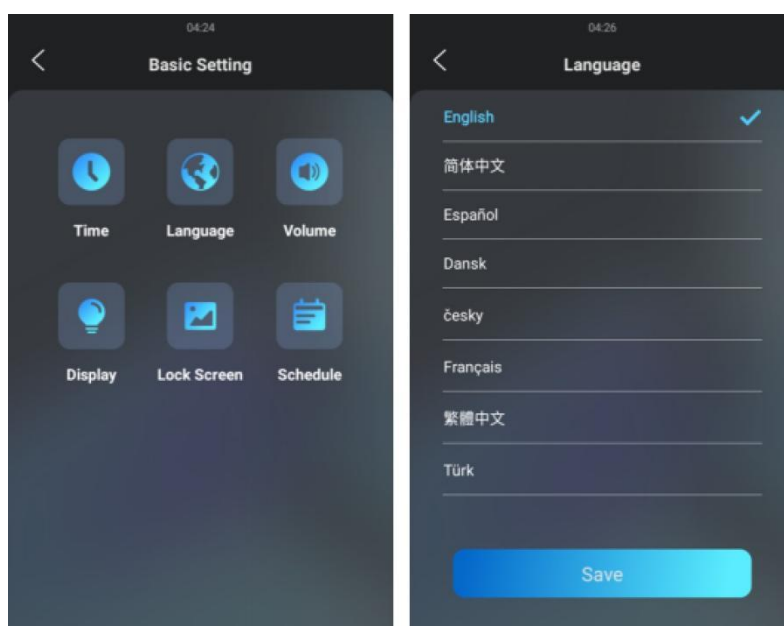 04:24
Basic Setting
Time Language Volume
Display Lock Screen Schedule
04:26
Language
English
简体中文
Español
Dansk
česky
Français
繁體中文
Türk
Save